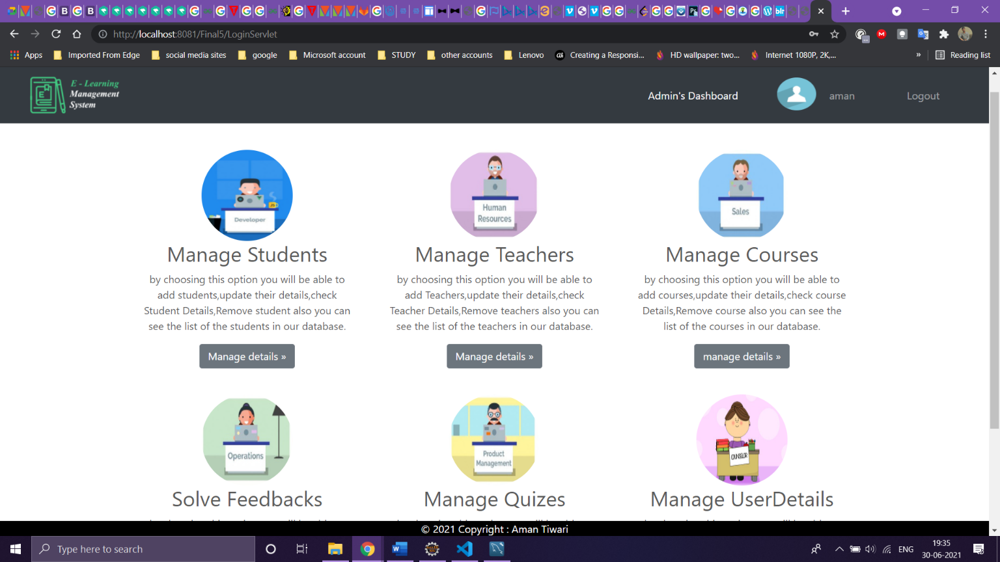 http://localhost:8081/Final5/LoginServlet
Apps
Imported From Edge
social media sites
google
Microsoft account
STUDY
other accounts
Lenovo
Creating a Responsi...
HD wallpaper: two...
Internet 1080P, 2K,...
»
Reading list
E - Learning
Management
System
Admin's Dashboard
aman
Logout
Developer
Human
Resources
Sales
Manage Students
Manage Teachers
Manage Courses
by choosing this option you will be able to
add students,update their details,check
Student Details,Remove student also you can
see the list of the students in our database.
by choosing this option you will be able to
add Teachers,update their details,check
Teacher Details,Remove teachers also you can
see the list of the teachers in our database.
by choosing this option you will be able to
add courses,update their details,check course
Details,Remove course also you can see the
list of the courses in our database.
Manage details »
Manage details »
manage details »
Operations
Product
Management
COUNSELOR
Solve Feedbacks
Manage Quizes
Manage UserDetails
© 2021 Copyright : Aman Tiwari
Type here to search
ENG
19:35
30-06-2021